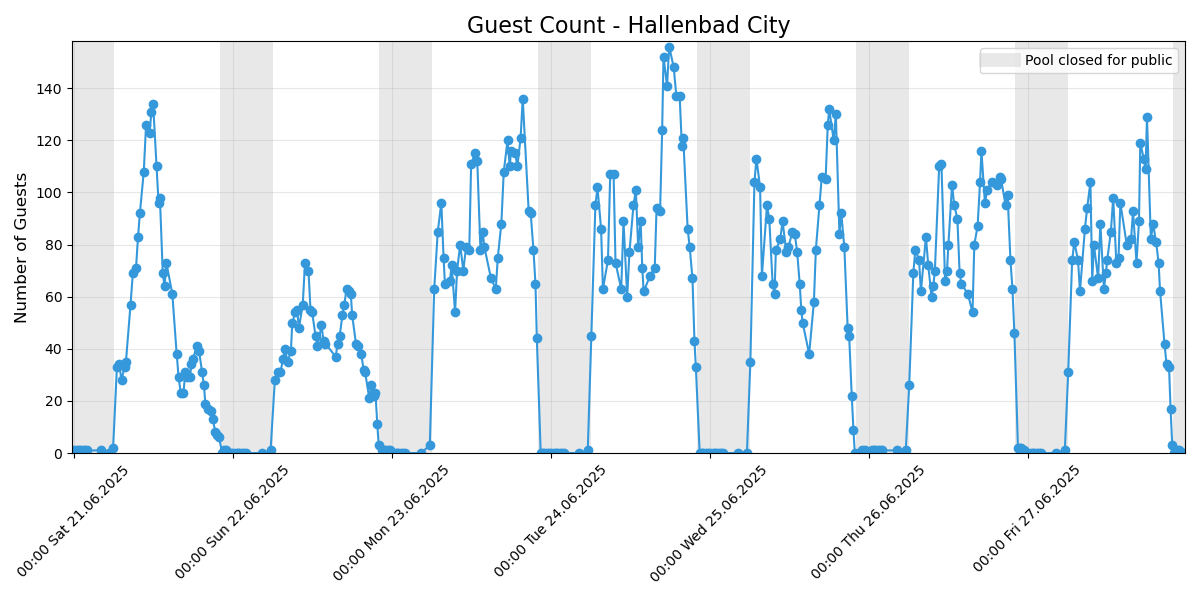 Guest Count - Hallenbad City
Pool closed for public
Number of Guests
140
120
100
80
60
40
20
0
00:00 Sat 21.06.2025
00:00 Sun 22.06.2025
00:00 Mon 23.06.2025
00:00 Tue 24.06.2025
00:00 Wed 25.06.2025
00:00 Thu 26.06.2025
00:00 Fri 27.06.2025